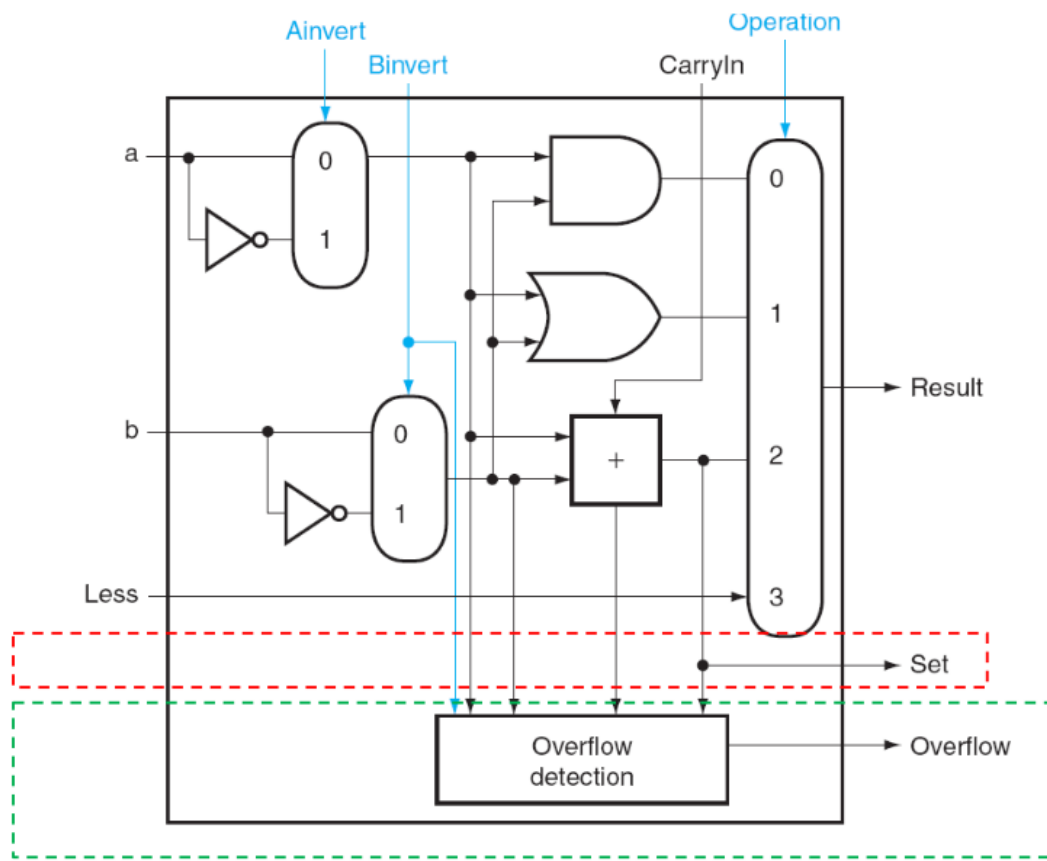 Operation
Ainvert
Binvert
CarryIn
a
0
1
0
1
b
0
1
+
2
Result
Less
3
Set
Overflow
detection
Overflow